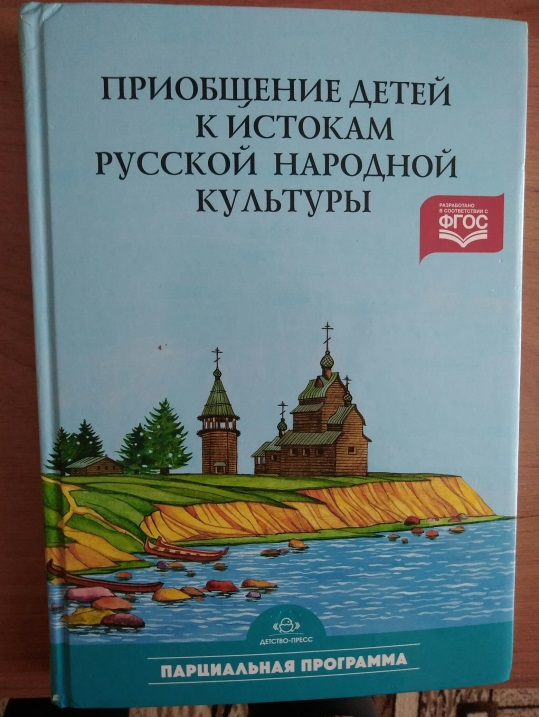 ПРИОБЩЕНИЕ ДЕТЕЙ
К ИСТОКАМ
РУССКОЙ НАРОДНОЙ
КУЛЬТУРЫ
РАЗРАБОТАНО
В СООТВЕТСТВИИ С
ФГОС
ДЕТСТВО-ПРЕСС
ПАРЦИАЛЬНАЯ ПРОГРАММА